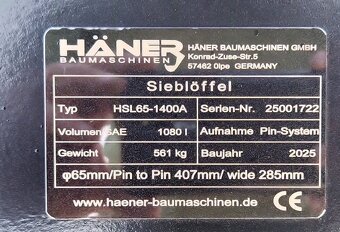 HÄNER
BAUMASCHINEN
HÄNER BAUMASCHINEN GMBH
Konrad-Zuse-Str.5
57462 Olpe GERMANY
Sieblöffel
Typ HSL65-1400A Serien-Nr. 25001722
Volumen SAE 1080 l Aufnahme Pin-System
Gewicht 561 kg Baujahr 2025
φ65mm/Pin to Pin 407mm/ wide 285mm
www.haener-baumaschinen.de CE